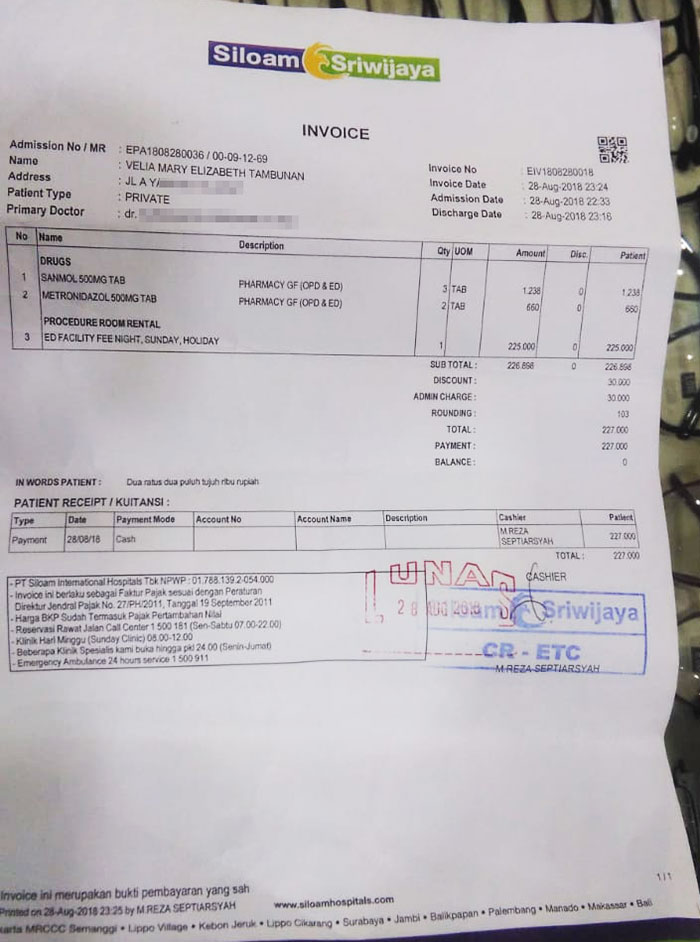 Siloam Sriwijaya
INVOICE
Admission No / MR : EPA1808280036 / 00-09-12-69
Name : VELIA MARY ELIZABETH TAMBUNAN
Address : JL A Y
Patient Type : PRIVATE
Primary Doctor : dr.
Invoice No : EIV1808280018
Invoice Date : 28-Aug-2018 23:24
Admission Date : 28-Aug-2018 22:33
Discharge Date : 28-Aug-2018 23:16
No Name Description Qty UOM Amount Disc. Patient
DRUGS
1 SANMOL 500MG TAB PHARMACY GF (OPD & ED) 3 TAB 1.238 0 1.238
2 METRONIDAZOL 500MG TAB PHARMACY GF (OPD & ED) 2 TAB 660 0 660
PROCEDURE ROOM RENTAL
3 ED FACILITY FEE NIGHT, SUNDAY, HOLIDAY 1 225.000 0 225.000
SUB TOTAL : 226.898 0 226.898
DISCOUNT : 30.000
ADMIN CHARGE : 30.000
ROUNDING : 103
TOTAL : 227.000
PAYMENT : 227.000
BALANCE : 0
IN WORDS PATIENT : Dua ratus dua puluh tujuh ribu rupiah
PATIENT RECEIPT / KUITANSI :
Type Date Payment Mode Account No Account Name Description Cashier Patient
Payment 28/08/18 Cash M.REZA SEPTIARSYAH 227.000
TOTAL : 227.000
- PT Siloam International Hospitals Tbk NPWP : 01.788.139.2-054.000
- Invoice ini berlaku sebagai Faktur Pajak sesuai dengan Peraturan
Direktur Jendral Pajak No. 27/PH/2011, Tanggal 19 September 2011
- Harga BKP Sudah Termasuk Pajak Pertambahan Nilai
- Reservasi Rawat Jalan Call Center 1 500 181 (Sen-Sabtu 07.00-22.00)
- Klinik Hari Minggu (Sunday Clinic) 08.00-12.00
- Beberapa Klinik Spesialis kami buka hingga pkl 24.00 (Senin-Jumat)
- Emergency Ambulance 24 hours service 1 500 911
CASHIER
LUNAS
28 AUG 2018
Siloam Sriwijaya
CR - ETC
M.REZA SEPTIARSYAH
1 / 1
Invoice ini merupakan bukti pembayaran yang sah
Printed on 28-Aug-2018 23:25 by M.REZA SEPTIARSYAH
www.siloamhospitals.com
MRCCC Semanggi • Lippo Village • Kebon Jeruk • Lippo Cikarang • Surabaya • Jambi • Balikpapan • Palembang • Manado • Makassar • Bali